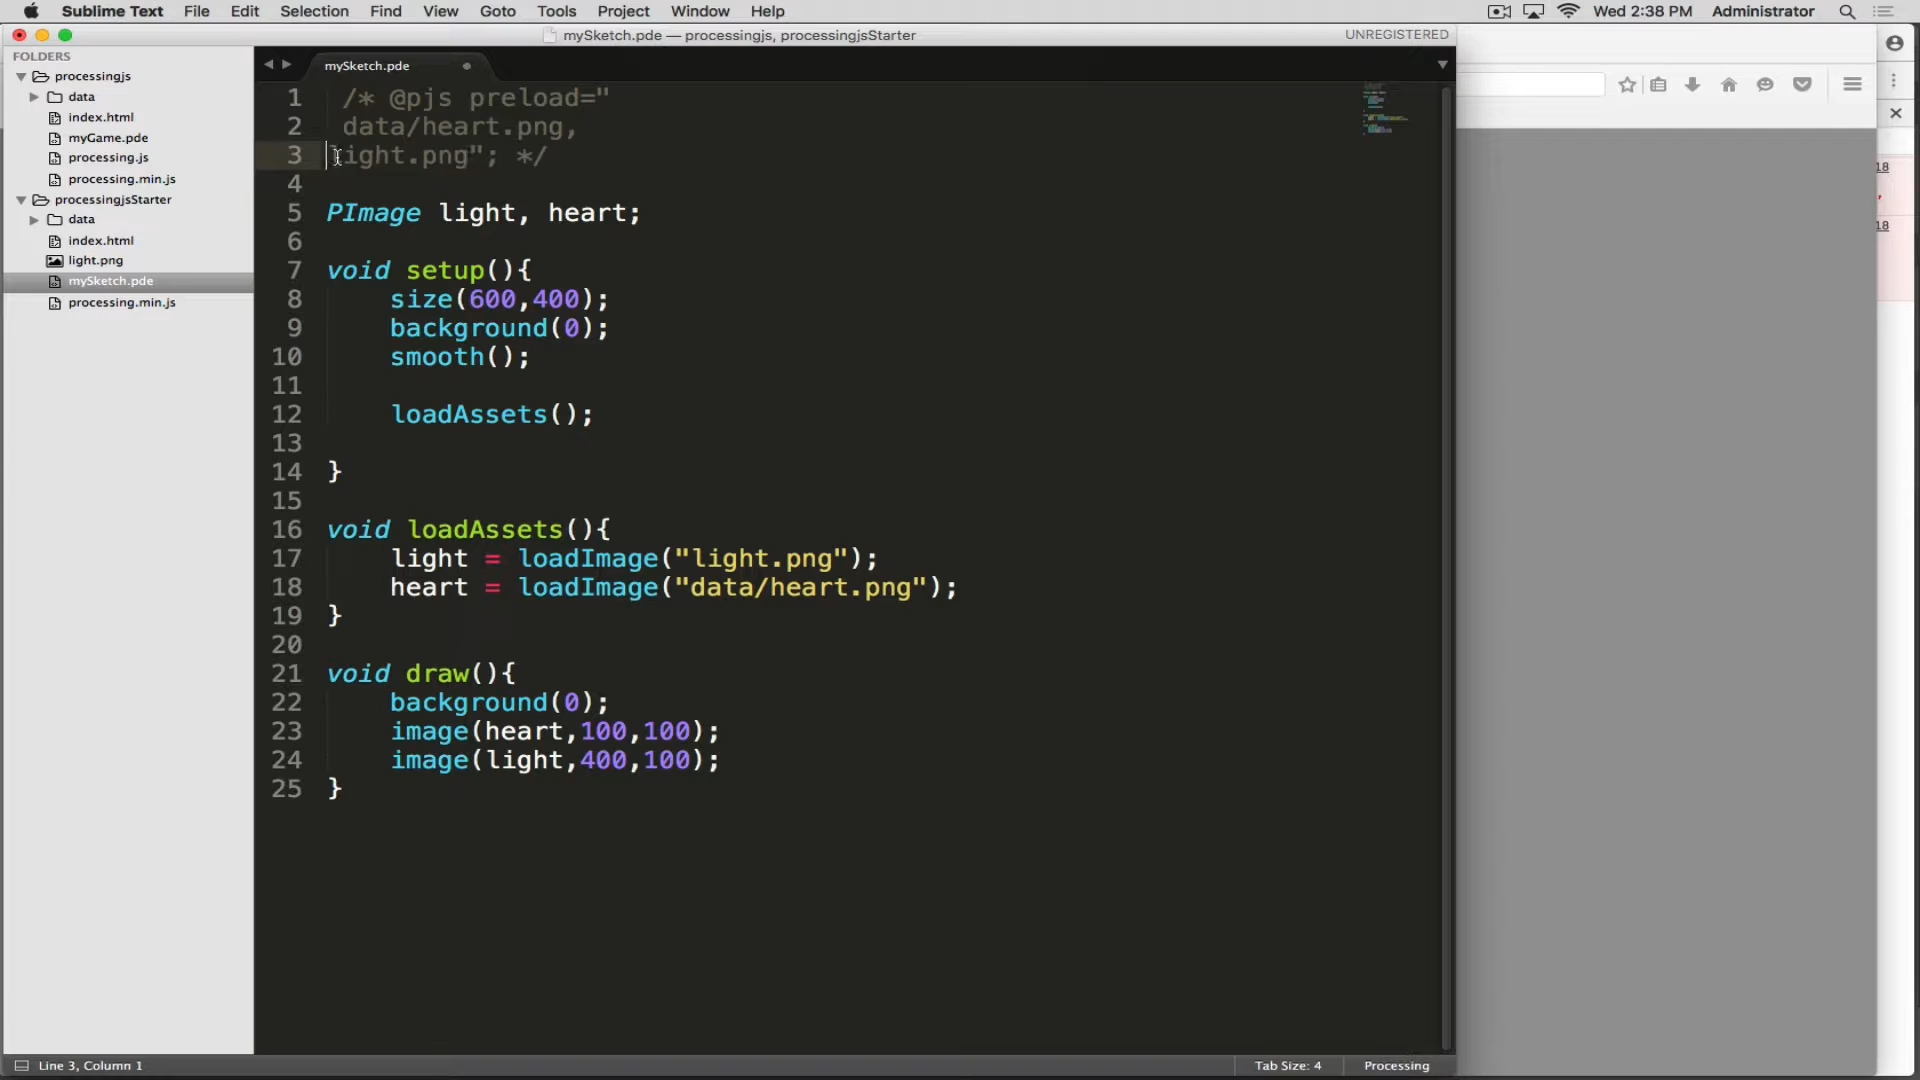 Sublime Text File Edit Selection Find View Goto Tools Project Window Help Wed 2:38 PM Administrator
mySketch.pde — processingjs, processingjsStarter UNREGISTERED
FOLDERS
processingjs
data
index.html
myGame.pde
processing.js
processing.min.js
processingjsStarter
data
index.html
light.png
mySketch.pde
processing.min.js
mySketch.pde
1 /* @pjs preload="
2 data/heart.png,
3 light.png"; */
4
5 PImage light, heart;
6
7 void setup(){
8 size(600,400);
9 background(0);
10 smooth();
11
12 loadAssets();
13
14 }
15
16 void loadAssets(){
17 light = loadImage("light.png");
18 heart = loadImage("data/heart.png");
19 }
20
21 void draw(){
22 background(0);
23 image(heart,100,100);
24 image(light,400,100);
25 }
18
18
Line 3, Column 1 Tab Size: 4 Processing